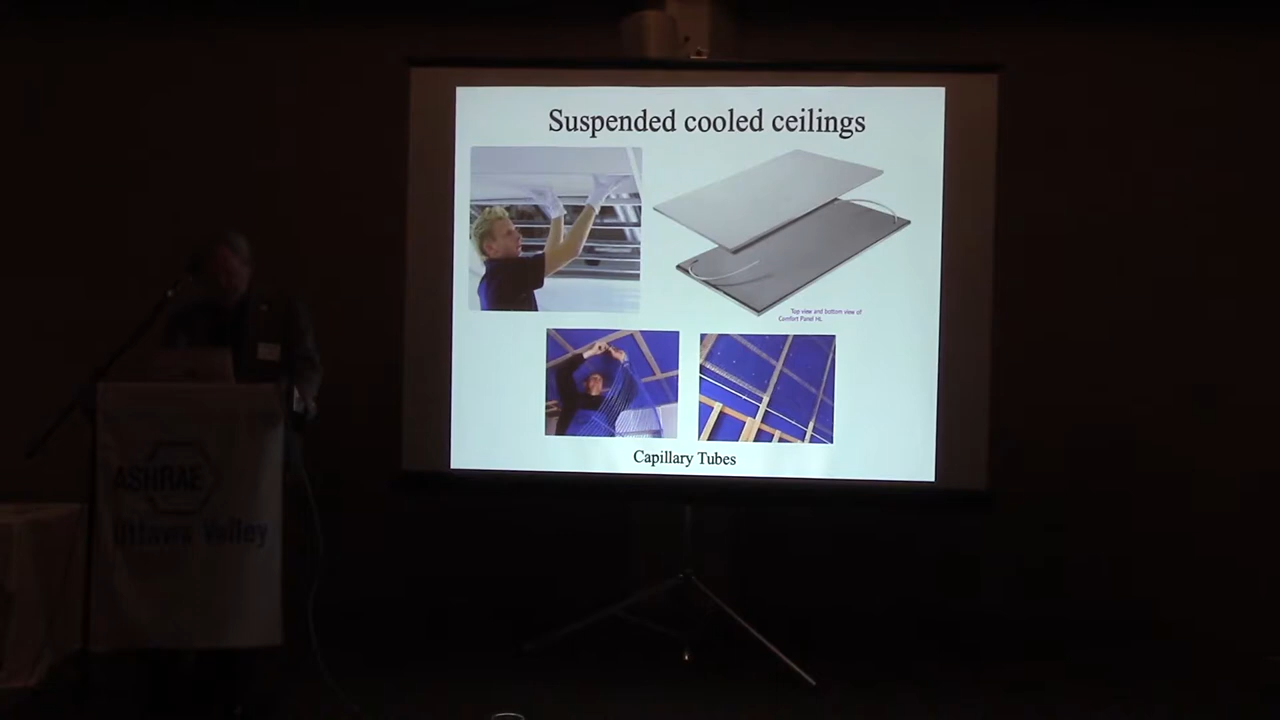 Suspended cooled ceilings
Top view and bottom view of
Comfort Panel HL
Capillary Tubes
ASHRAE
Ottawa Valley